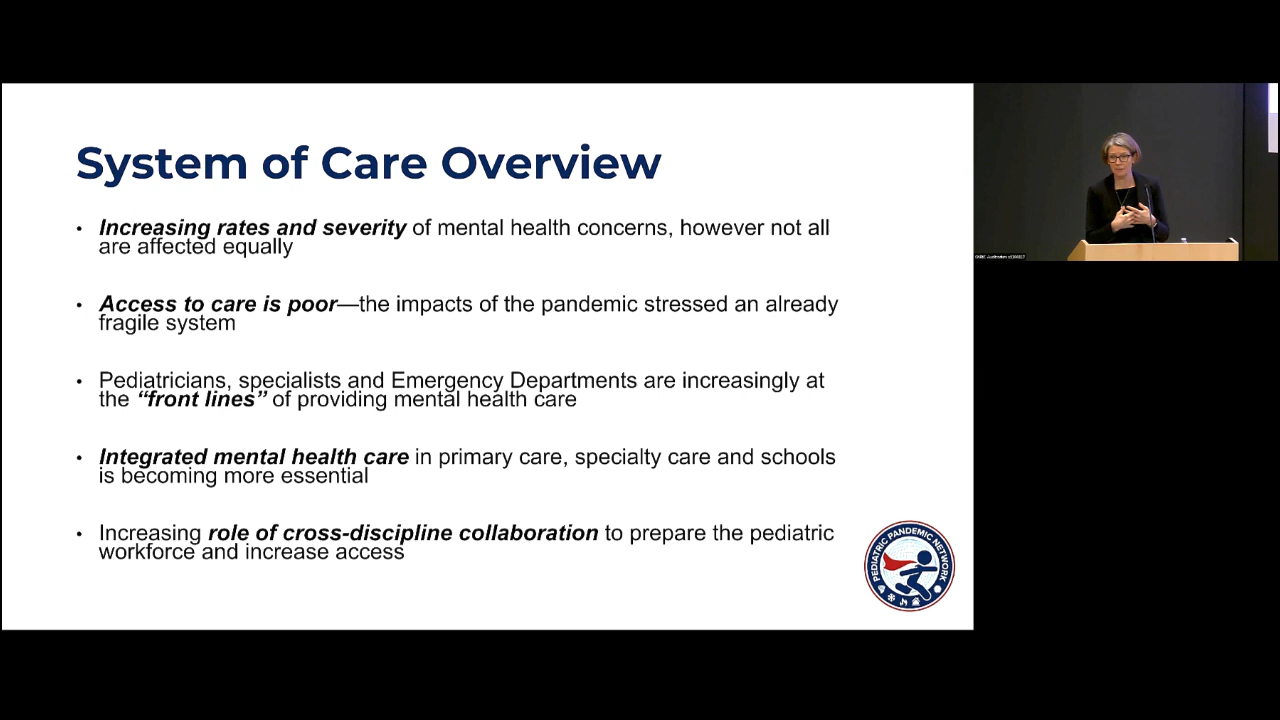 System of Care Overview
• Increasing rates and severity of mental health concerns, however not all
are affected equally
• Access to care is poor—the impacts of the pandemic stressed an already
fragile system
• Pediatricians, specialists and Emergency Departments are increasingly at
the “front lines” of providing mental health care
• Integrated mental health care in primary care, specialty care and schools
is becoming more essential
• Increasing role of cross-discipline collaboration to prepare the pediatric
workforce and increase access
PEDIATRIC PANDEMIC NETWORK